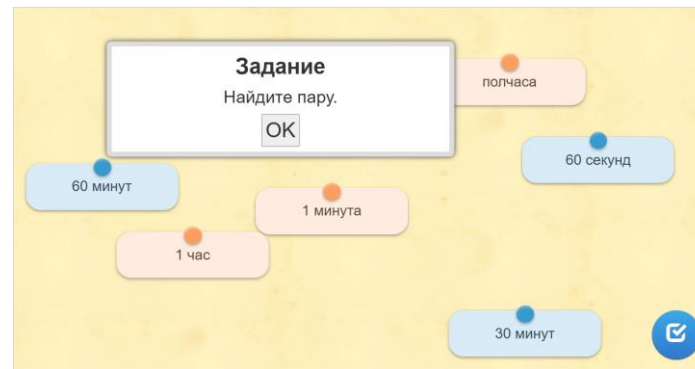 Задание
Найдите пару.
OK
полчаса
60 секунд
60 минут
1 минута
1 час
30 минут